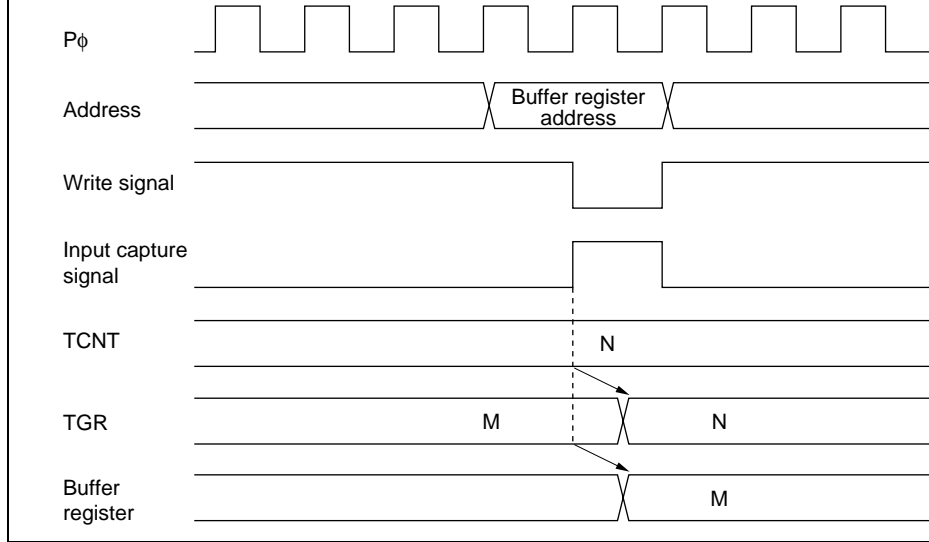 Pϕ
Address
Buffer register
address
Write signal
Input capture
signal
TCNT
N
TGR
M
N
Buffer
register
M